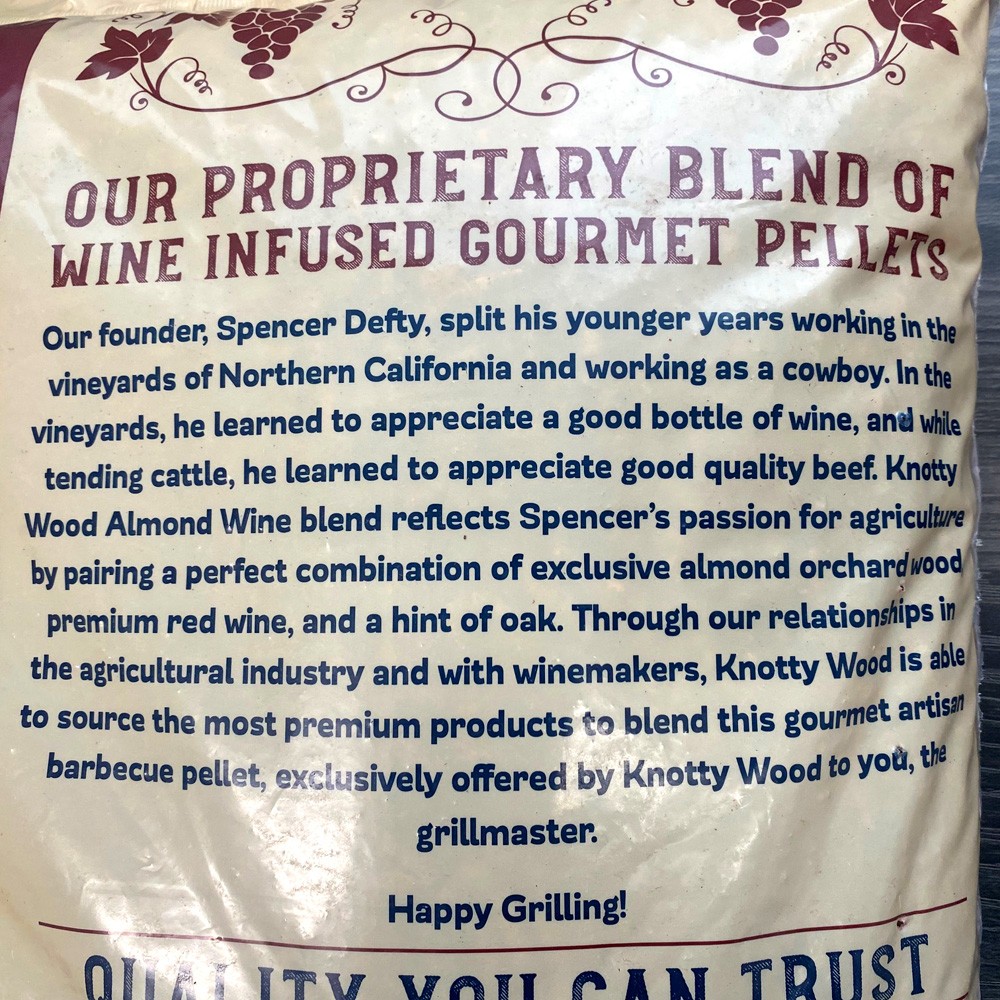 OUR PROPRIETARY BLEND OF
WINE INFUSED GOURMET PELLETS
Our founder, Spencer Defty, split his younger years working in the
vineyards of Northern California and working as a cowboy. In the
vineyards, he learned to appreciate a good bottle of wine, and while
tending cattle, he learned to appreciate good quality beef. Knotty
Wood Almond Wine blend reflects Spencer's passion for agriculture
by pairing a perfect combination of exclusive almond orchard wood
premium red wine, and a hint of oak. Through our relationships in
the agricultural industry and with winemakers, Knotty Wood is able
to source the most premium products to blend this gourmet artisan
barbecue pellet, exclusively offered by Knotty Wood to you, the
grillmaster.
Happy Grilling!
QUALITY YOU CAN TRUST